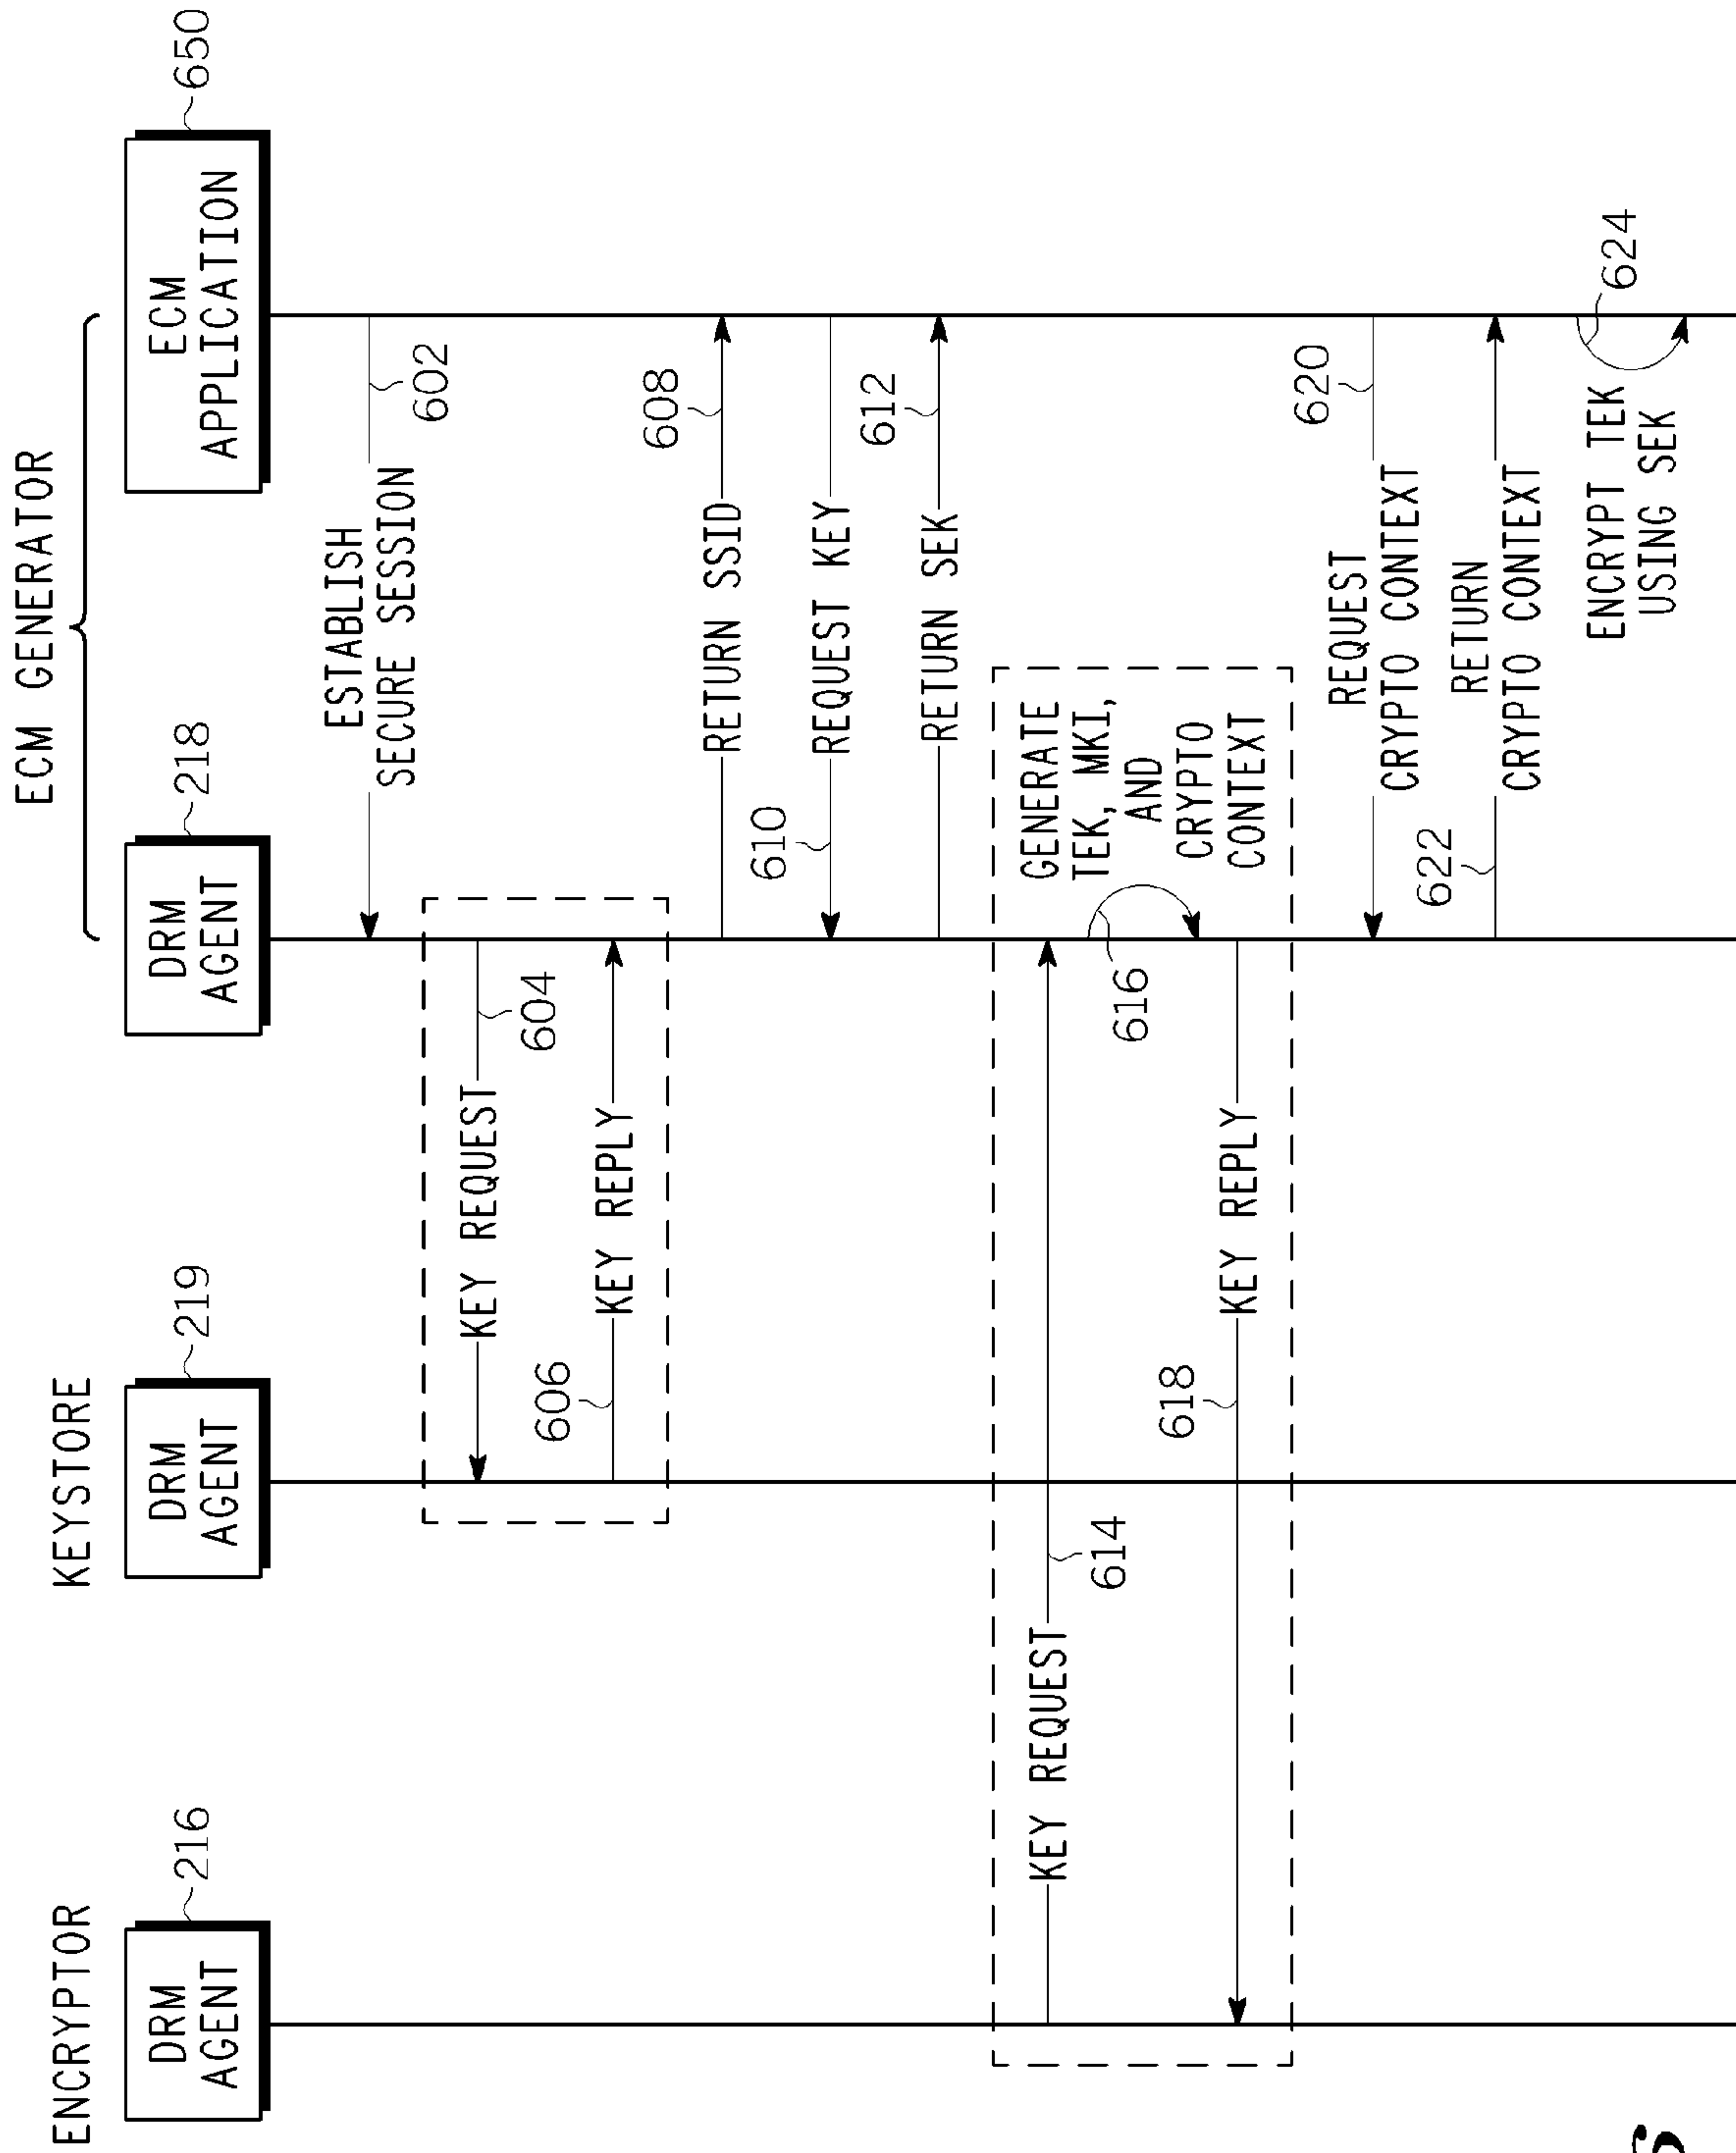 ECM GENERATOR
ENCRYPTOR
KEYSTORE
216
219
218
650
DRM
AGENT
DRM
AGENT
DRM
AGENT
ECM
APPLICATION
ESTABLISH
SECURE SESSION
602
KEY REQUEST
604
606
KEY REPLY
608
RETURN SSID
610
REQUEST KEY
612
RETURN SEK
KEY REQUEST
614
GENERATE
TEK, MKI,
AND
CRYPTO
CONTEXT
616
618
KEY REPLY
620
REQUEST
CRYPTO CONTEXT
622
RETURN
CRYPTO CONTEXT
624
ENCRYPT TEK
USING SEK